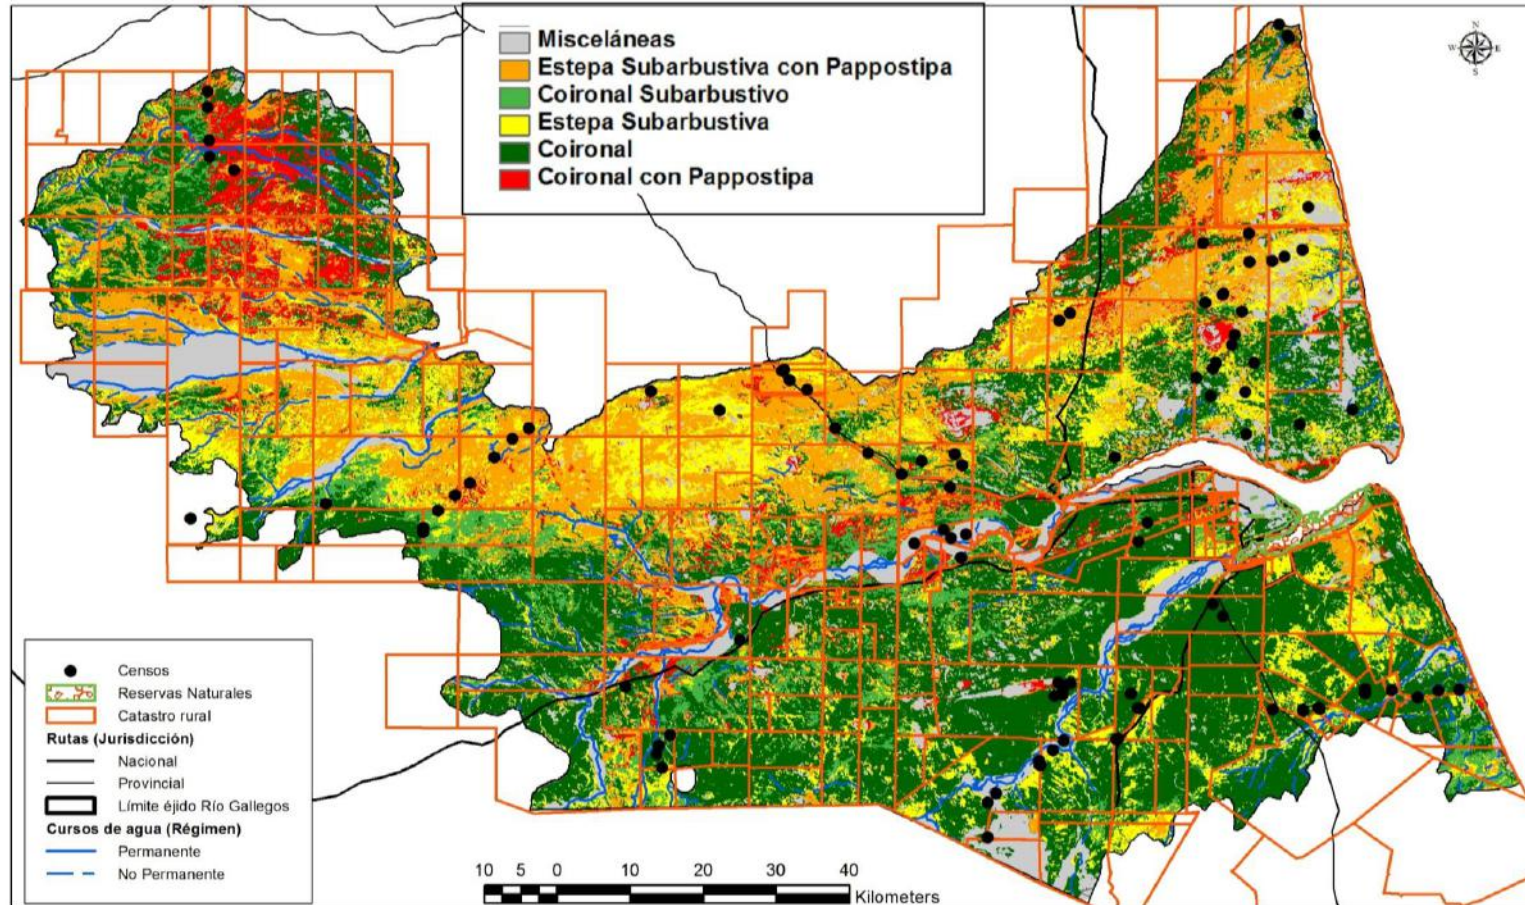 Misceláneas
Estepa Subarbustiva con Pappostipa
Coironal Subarbustivo
Estepa Subarbustiva
Coironal
Coironal con Pappostipa
N
W E
S
Censos
Reservas Naturales
Catastro rural
Rutas (Jurisdicción)
Nacional
Provincial
Límite éjido Río Gallegos
Cursos de agua (Régimen)
Permanente
No Permanente
10 5 0 10 20 30 40
Kilometers